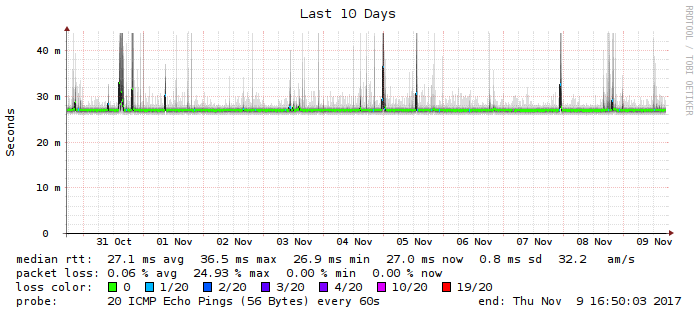 Last 10 Days
RRDTOOL / TOBI OETIKER
Seconds
40 m
30 m
20 m
10 m
0
31 Oct 01 Nov 02 Nov 03 Nov 04 Nov 05 Nov 06 Nov 07 Nov 08 Nov 09 Nov
median rtt: 27.1 ms avg 36.5 ms max 26.9 ms min 27.0 ms now 0.8 ms sd 32.2 am/s
packet loss: 0.06 % avg 24.93 % max 0.00 % min 0.00 % now
loss color: 0 1/20 2/20 3/20 4/20 10/20 19/20
probe: 20 ICMP Echo Pings (56 Bytes) every 60s end: Thu Nov 9 16:50:03 2017